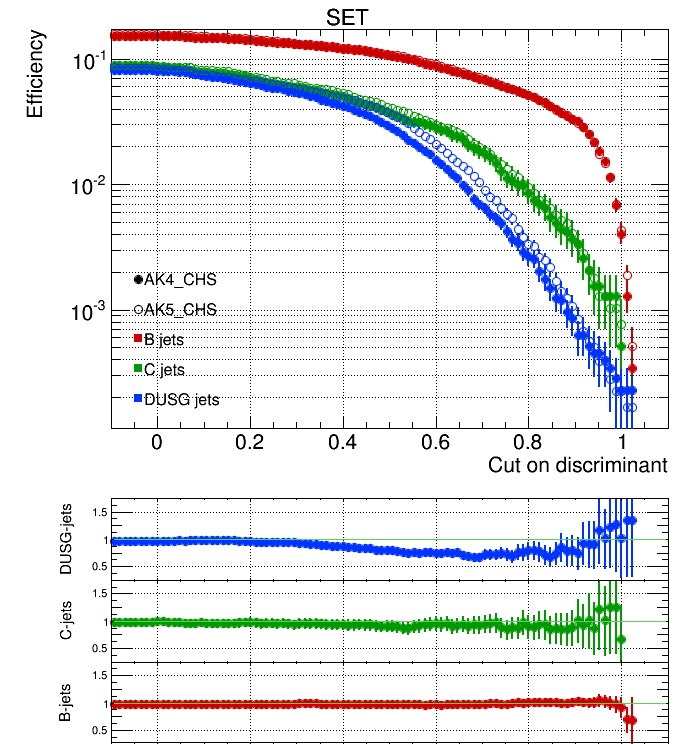 SET
Efficiency
10^-1
10^-2
10^-3
AK4_CHS
AK5_CHS
B jets
C jets
DUSG jets
0 0.2 0.4 0.6 0.8 1
Cut on discriminant
DUSG-jets
1.5
1
0.5
C-jets
1.5
1
0.5
B-jets
1.5
1
0.5